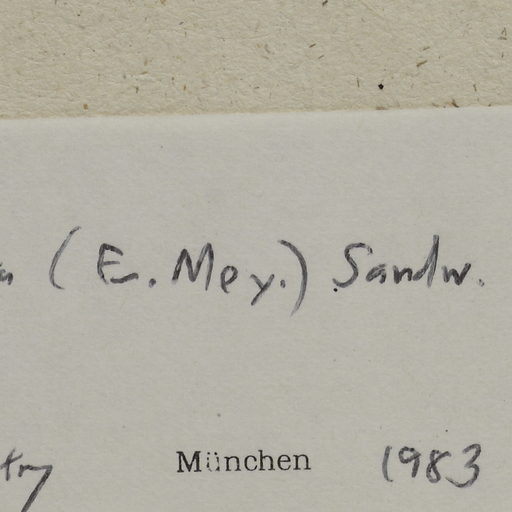 (E. Mey.) Sandw.
München 1983